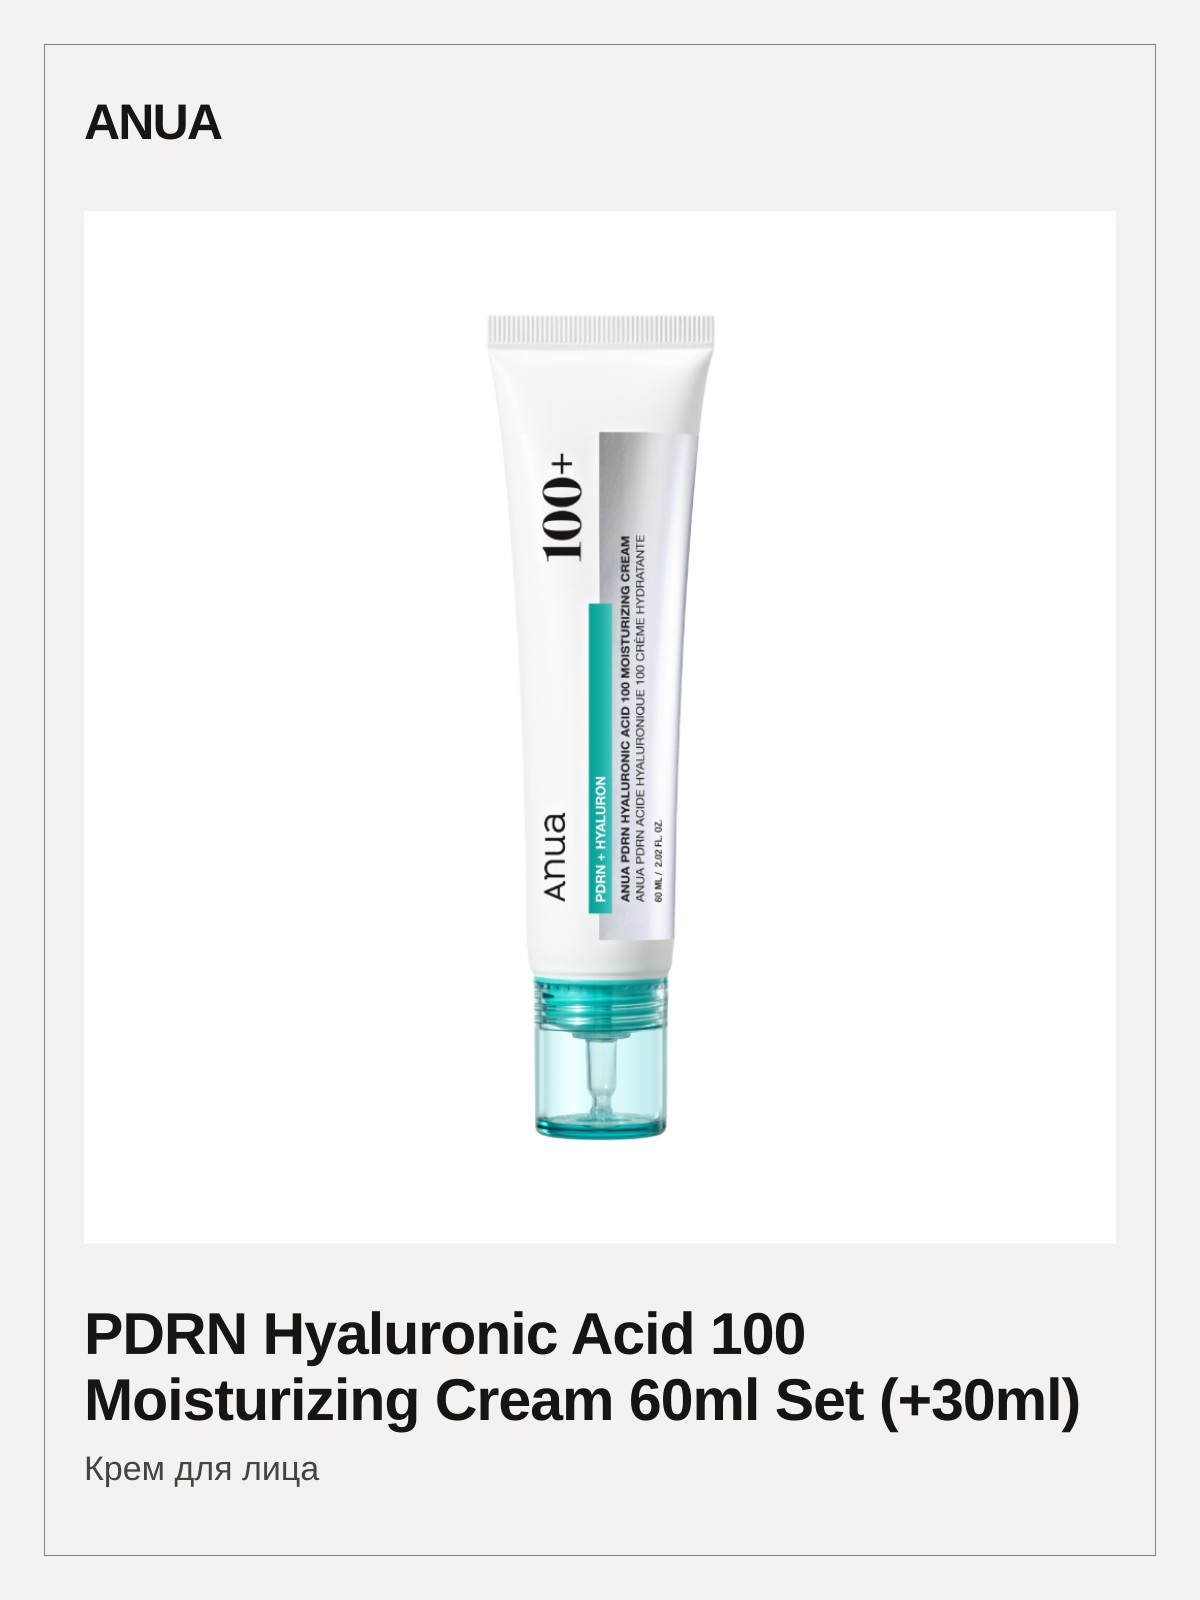 ANUA
100+
Anua
PDRN + HYALURON
ANUA PDRN HYALURONIC ACID 100 MOISTURIZING CREAM
ANUA PDRN ACIDE HYALURONIQUE 100 CRÈME HYDRATANTE
60 ML / 2.02 FL. OZ.
PDRN Hyaluronic Acid 100
Moisturizing Cream 60ml Set (+30ml)
Крем для лица